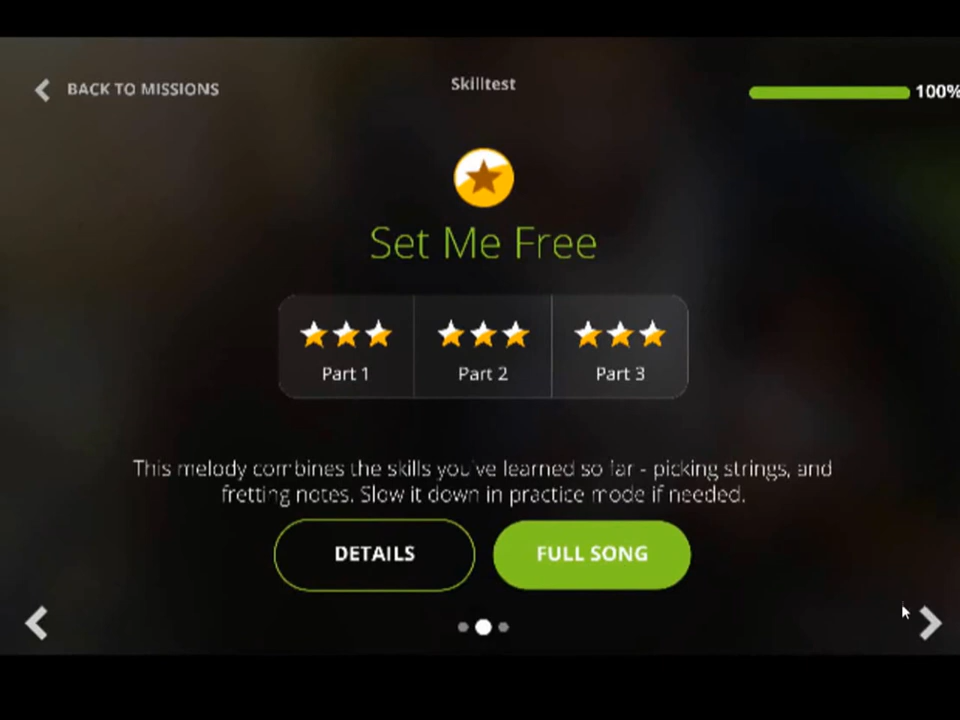 BACK TO MISSIONS
Skilltest
100%
Set Me Free
Part 1
Part 2
Part 3
This melody combines the skills you've learned so far - picking strings, and
fretting notes. Slow it down in practice mode if needed.
DETAILS
FULL SONG